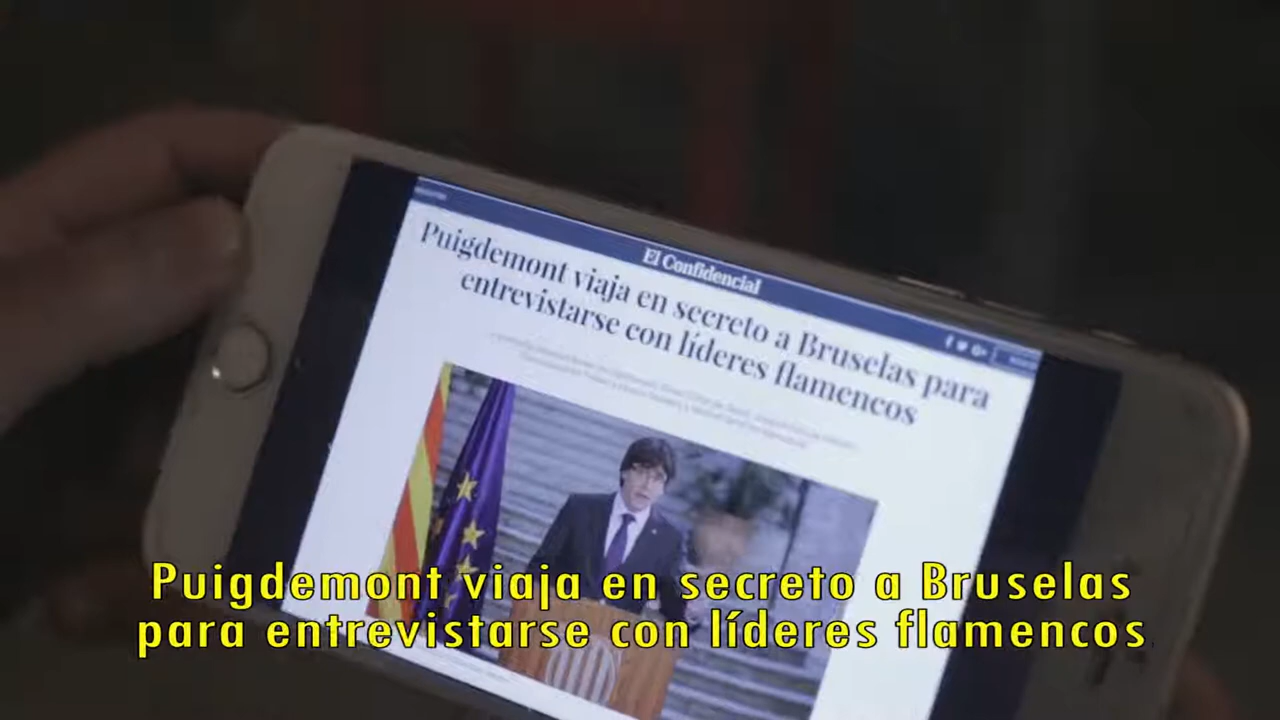 El Confidencial
Puigdemont viaja en secreto a Bruselas para
entrevistarse con líderes flamencos
Puigdemont viaja en secreto a Bruselas
para entrevistarse con líderes flamencos